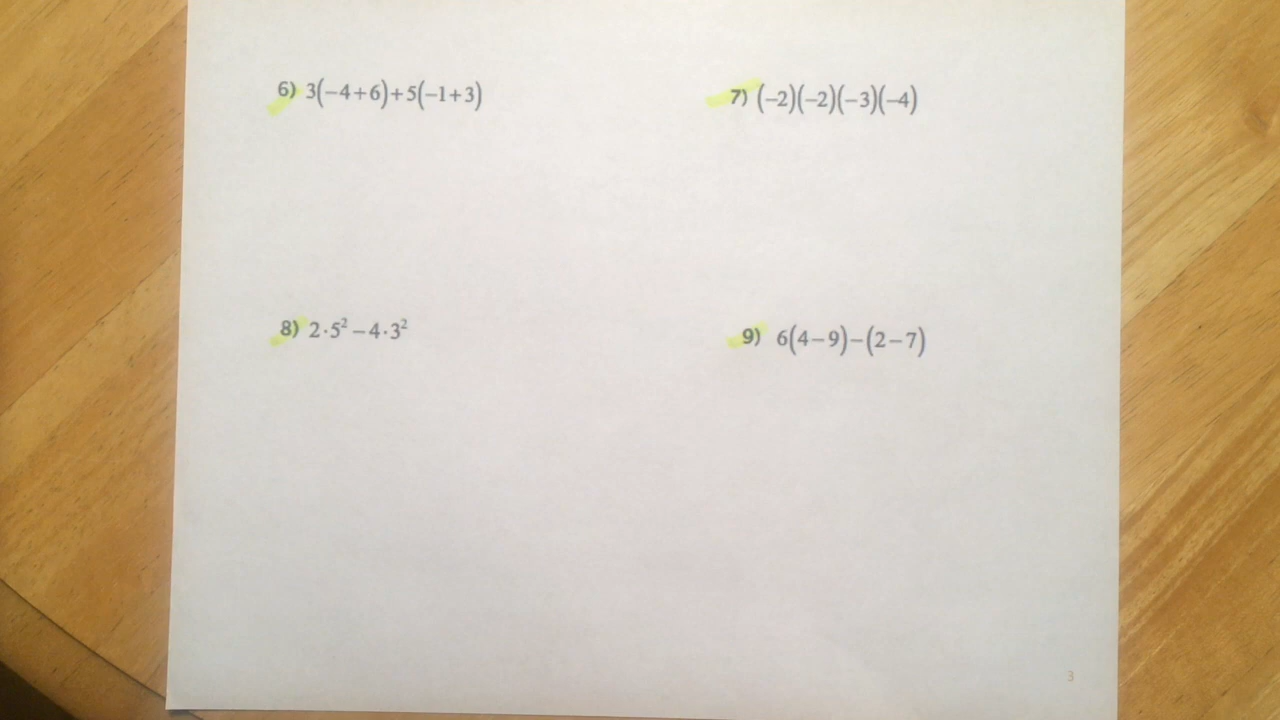 6) 3(−4+6)+5(−1+3)
7) (−2)(−2)(−3)(−4)
8) 2·5² − 4·3²
9) 6(4−9)−(2−7)
3